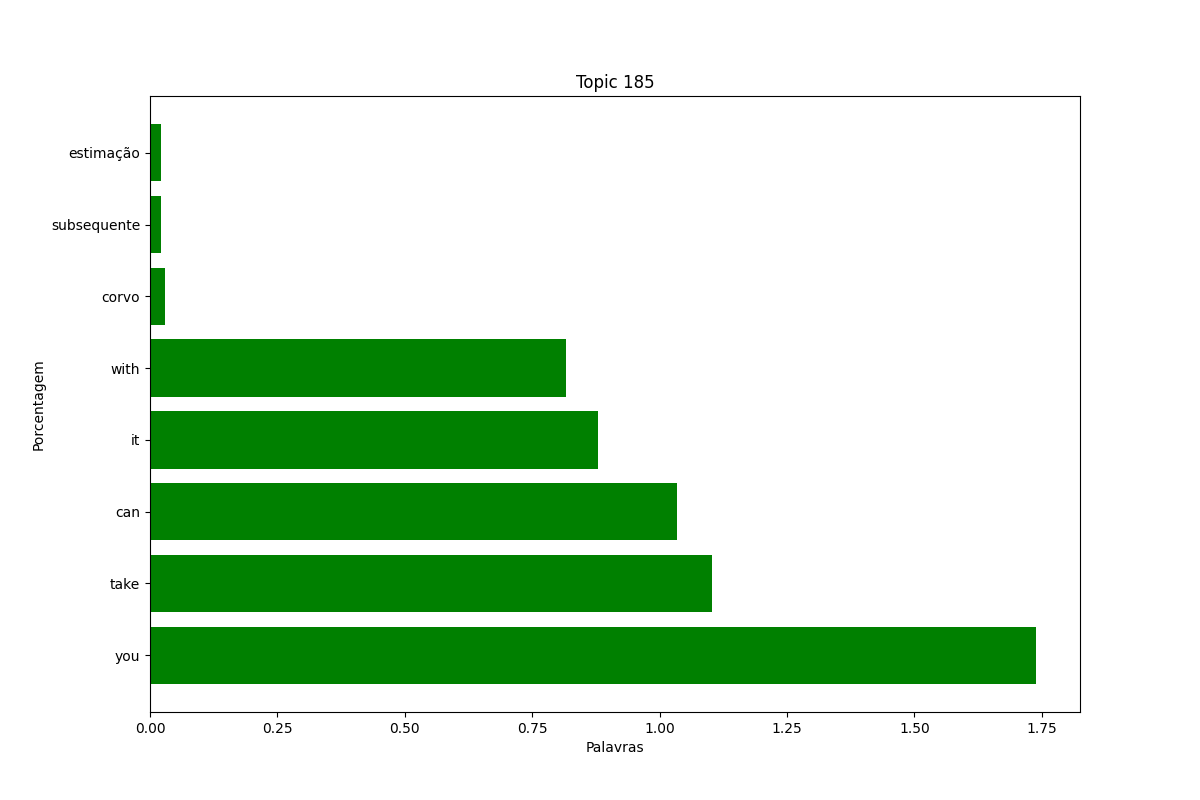 Topic 185
estimação
subsequente
corvo
with
it
can
take
you
Porcentagem
0.00 0.25 0.50 0.75 1.00 1.25 1.50 1.75
Palavras